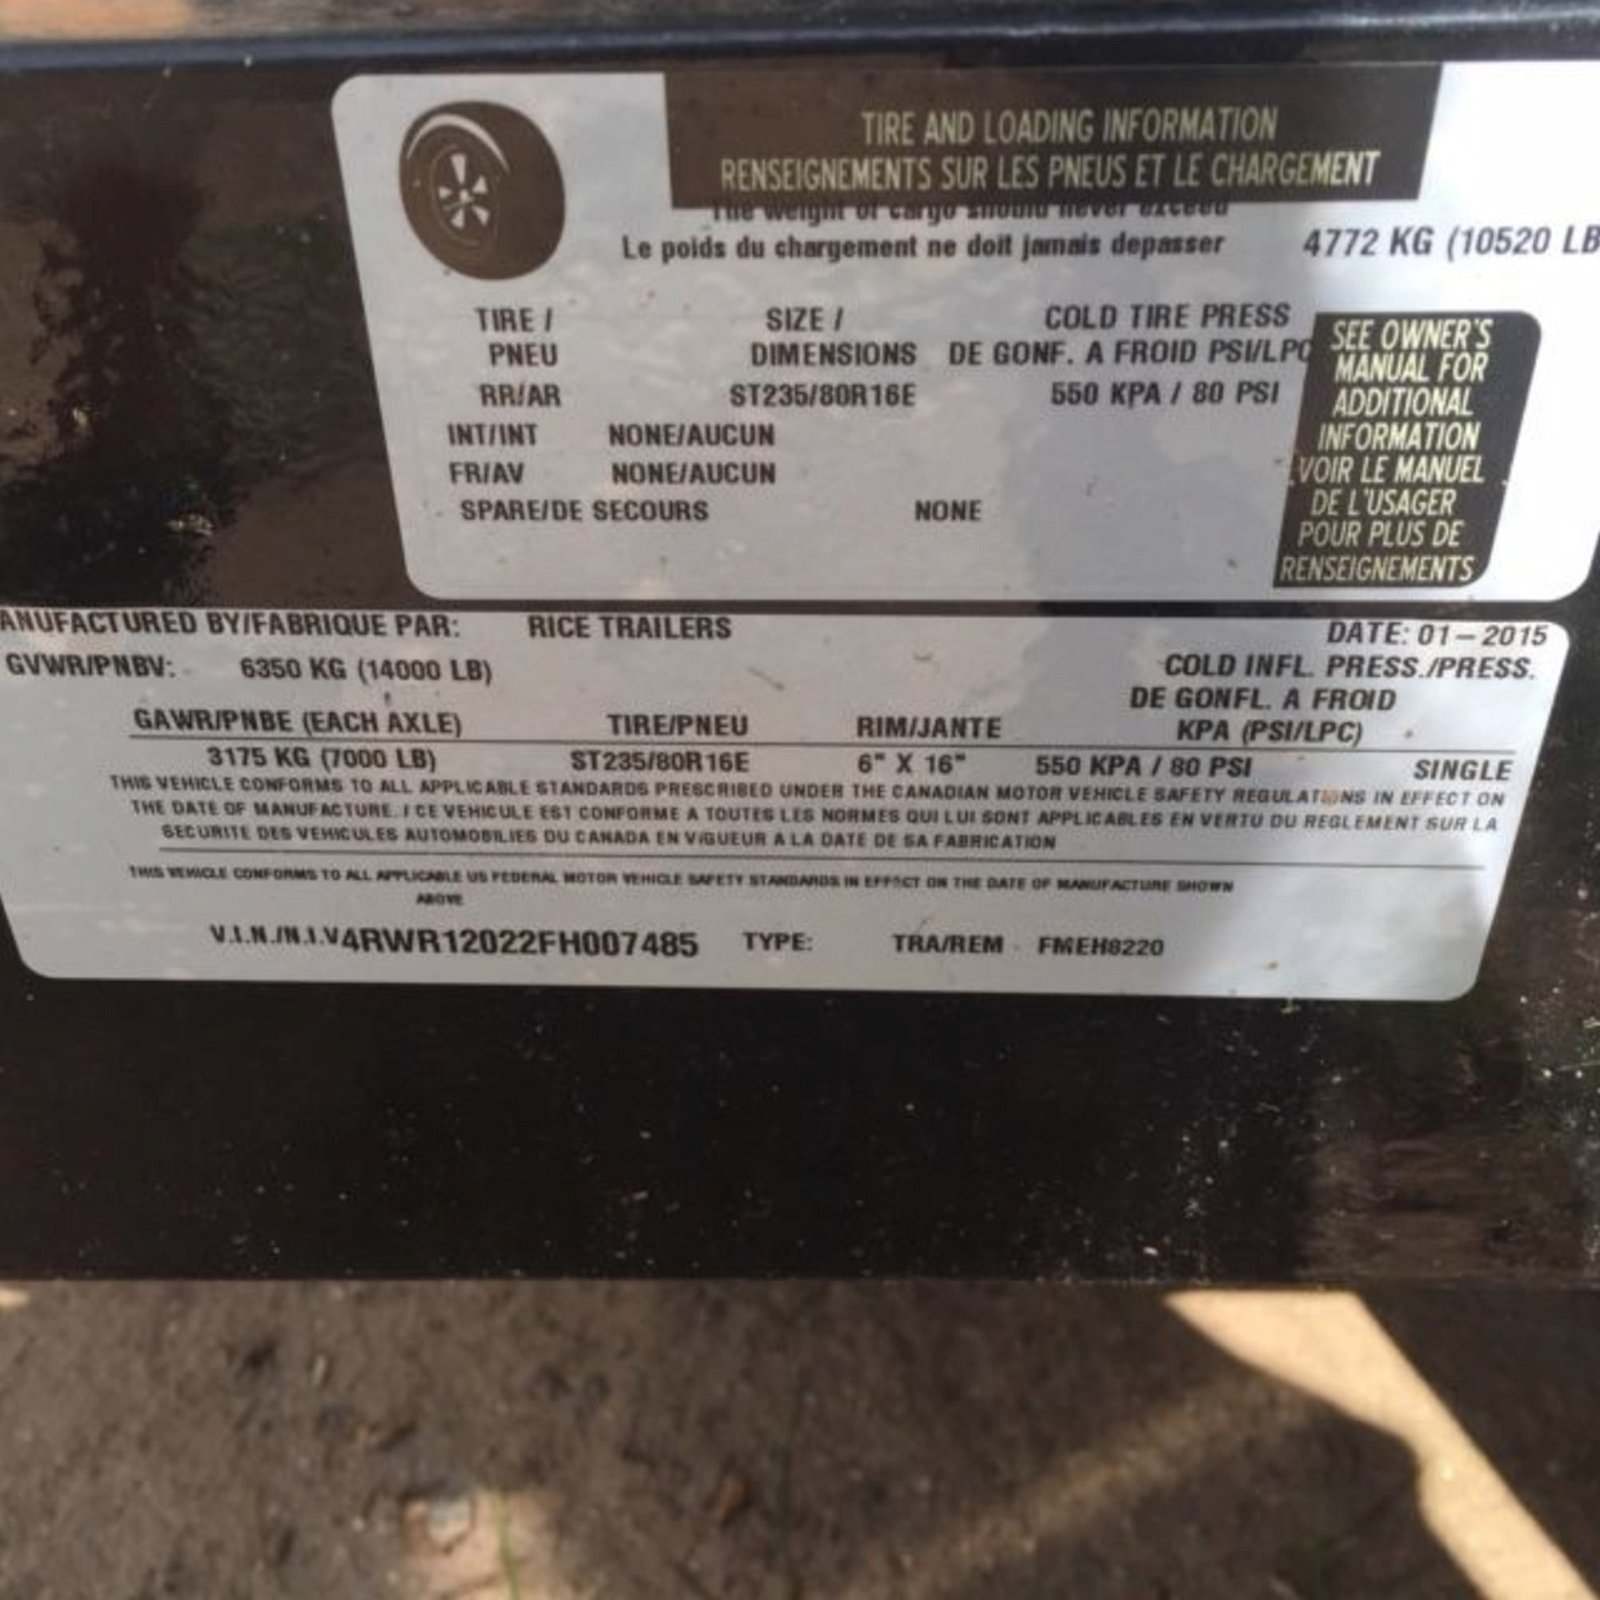 TIRE AND LOADING INFORMATION
RENSEIGNEMENTS SUR LES PNEUS ET LE CHARGEMENT
The weight of cargo should never exceed
Le poids du chargement ne doit jamais depasser 4772 KG (10520 LB
TIRE / SIZE / COLD TIRE PRESS
PNEU DIMENSIONS DE GONF. A FROID PSI/LPC
RR/AR ST235/80R16E 550 KPA / 80 PSI
INT/INT NONE/AUCUN
FR/AV NONE/AUCUN
SPARE/DE SECOURS NONE
SEE OWNER'S
MANUAL FOR
ADDITIONAL
INFORMATION
VOIR LE MANUEL
DE L'USAGER
POUR PLUS DE
RENSEIGNEMENTS
ANUFACTURED BY/FABRIQUE PAR: RICE TRAILERS DATE: 01-2015
GVWR/PNBV: 6350 KG (14000 LB) COLD INFL. PRESS./PRESS.
DE GONFL. A FROID
GAWR/PNBE (EACH AXLE) TIRE/PNEU RIM/JANTE KPA (PSI/LPC)
3175 KG (7000 LB) ST235/80R16E 6" X 16" 550 KPA / 80 PSI SINGLE
THIS VEHICLE CONFORMS TO ALL APPLICABLE STANDARDS PRESCRIBED UNDER THE CANADIAN MOTOR VEHICLE SAFETY REGULATIONS IN EFFECT ON
THE DATE OF MANUFACTURE. / CE VEHICULE EST CONFORME A TOUTES LES NORMES QUI LUI SONT APPLICABLES EN VERTU DU REGLEMENT SUR LA
SECURITE DES VEHICULES AUTOMOBILIES DU CANADA EN VIGUEUR A LA DATE DE SA FABRICATION
THIS VEHICLE CONFORMS TO ALL APPLICABLE US FEDERAL MOTOR VEHICLE SAFETY STANDARDS IN EFFECT ON THE DATE OF MANUFACTURE SHOWN
ABOVE
V.I.N./N.I.V 4RWR12022FH007485 TYPE: TRA/REM FMEH8220